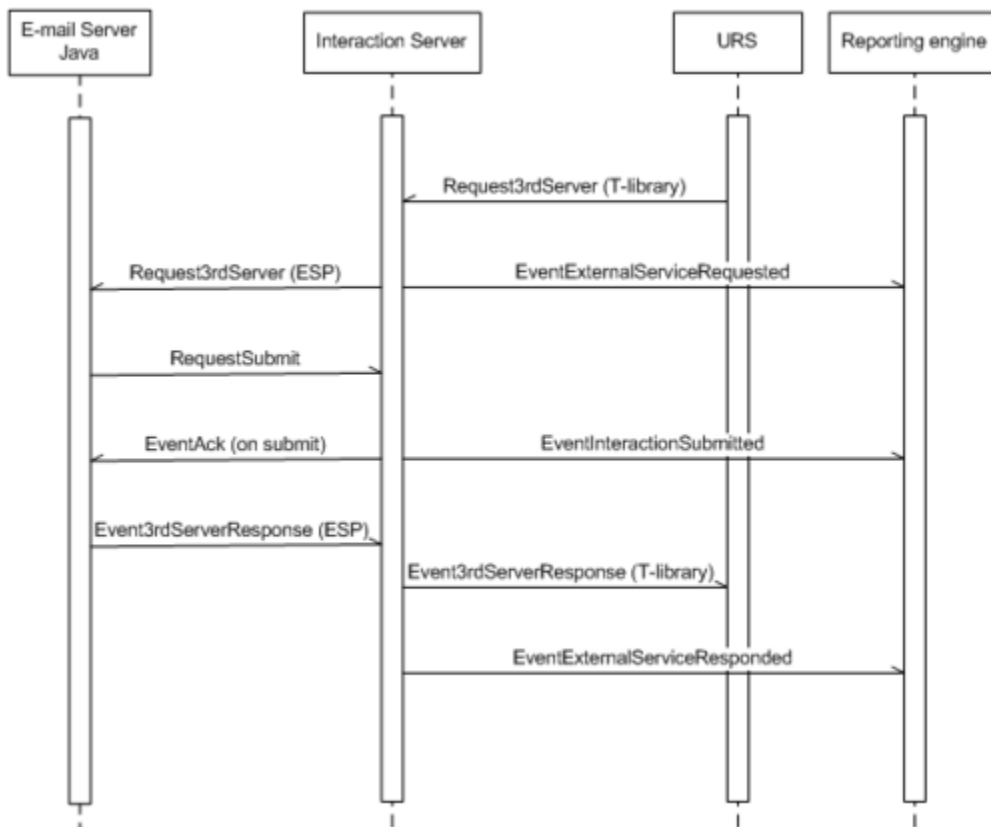 E-mail Server
Java
Interaction Server
URS
Reporting engine
Request3rdServer (T-library)
Request3rdServer (ESP)
EventExternalServiceRequested
RequestSubmit
EventAck (on submit)
EventInteractionSubmitted
Event3rdServerResponse (ESP)
Event3rdServerResponse (T-library)
EventExternalServiceResponded